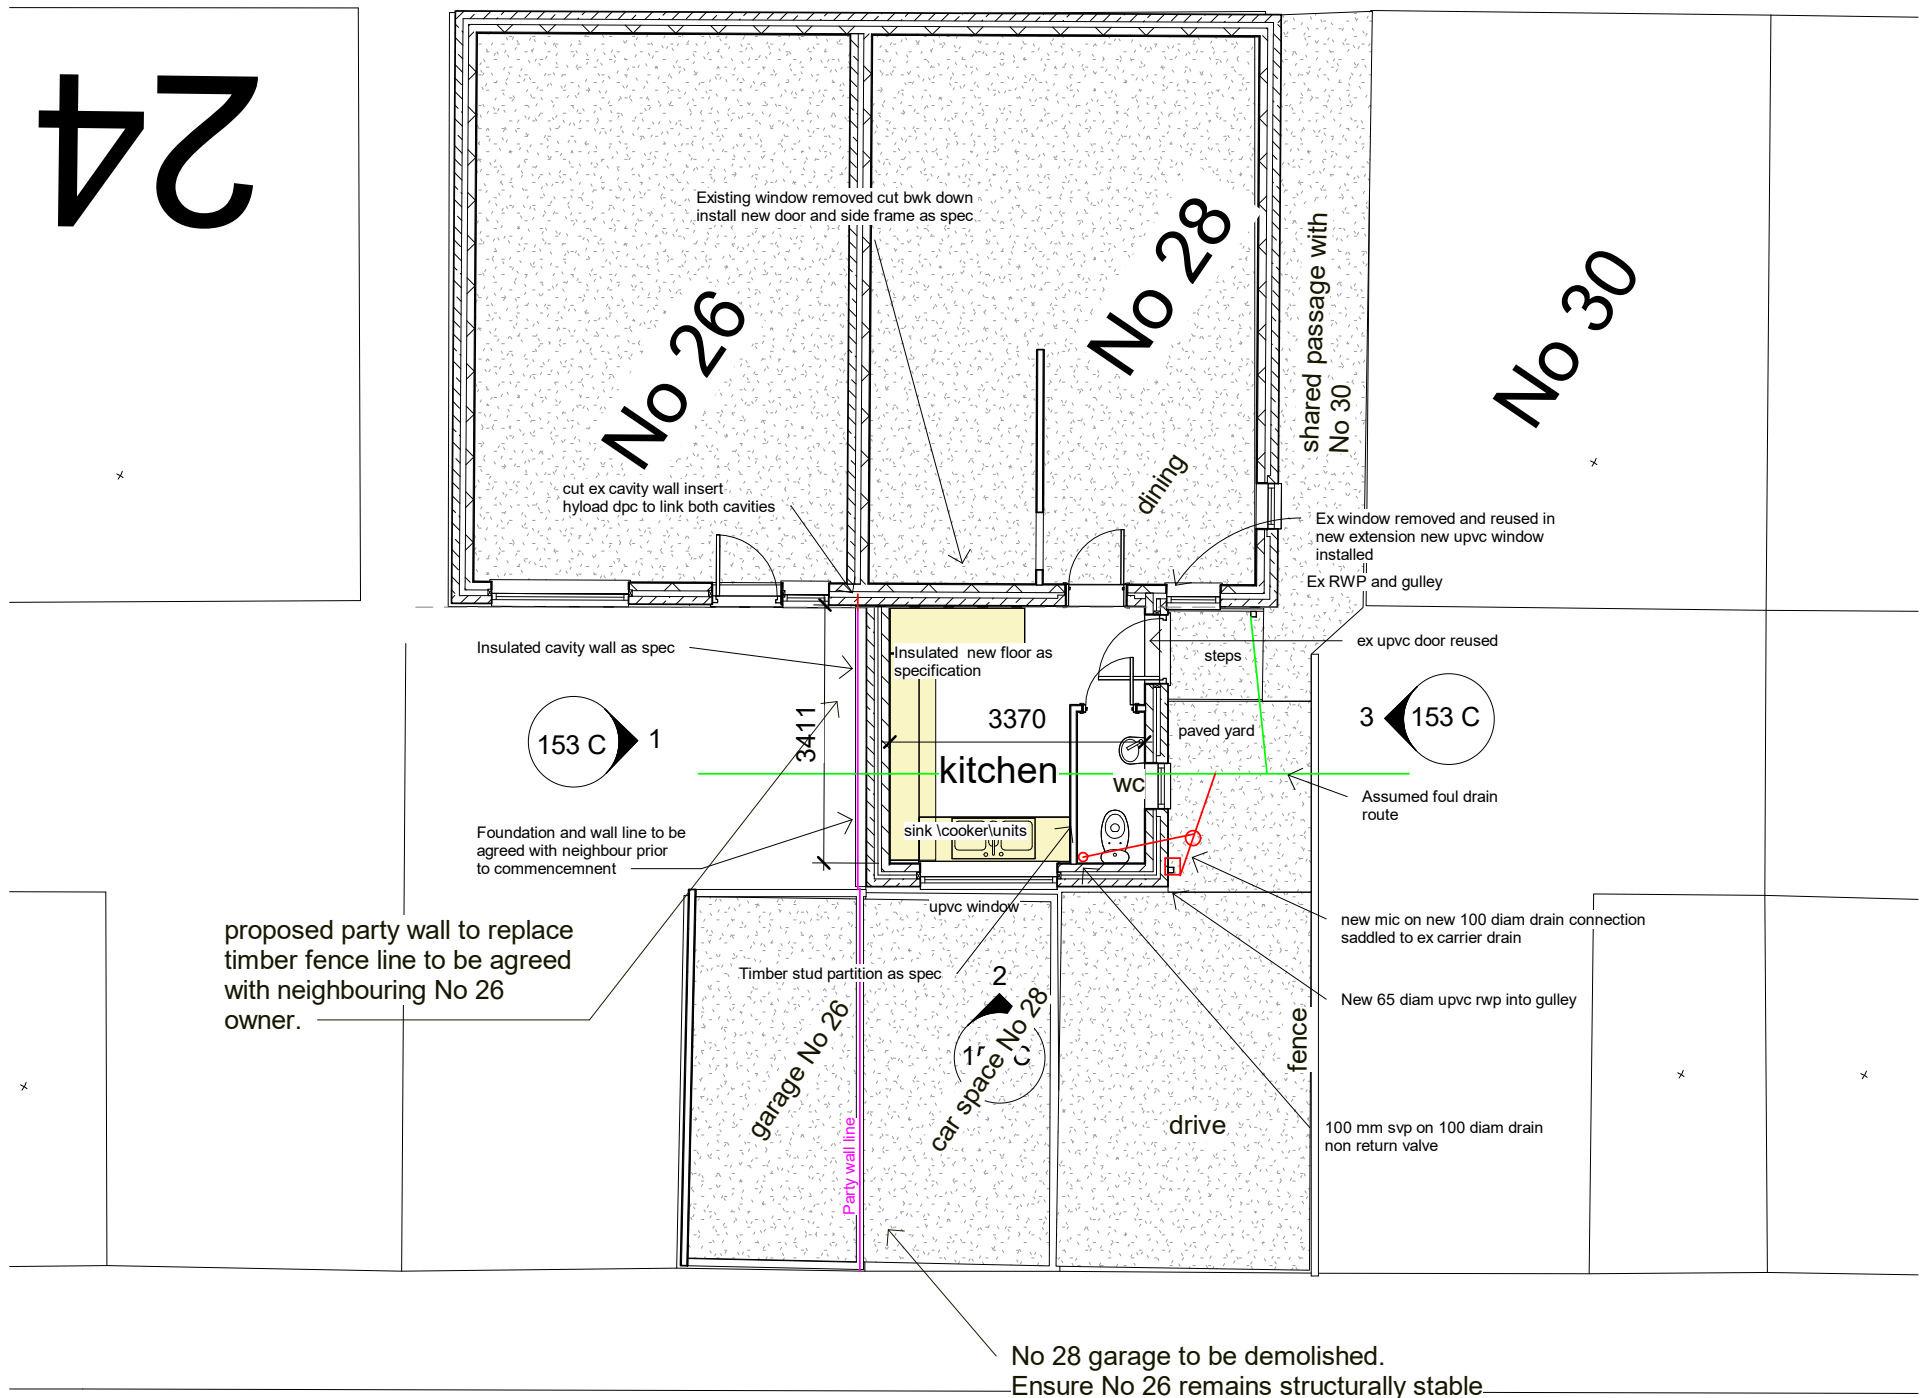 24
No 26
No 28
No 30
shared passage with
No 30
Existing window removed cut bwk down
install new door and side frame as spec
cut ex cavity wall insert
hyload dpc to link both cavities
dining
Ex window removed and reused in
new extension new upvc window
installed
Ex RWP and gulley
Insulated cavity wall as spec
Insulated new floor as
specification
steps
ex upvc door reused
153 C
1
3411
3370
kitchen
wc
paved yard
3
153 C
Assumed foul drain
route
Foundation and wall line to be
agreed with neighbour prior
to commencemnent
sink \cooker\units
upvc window
proposed party wall to replace
timber fence line to be agreed
with neighbouring No 26
owner.
Timber stud partition as spec
2
garage No 26
car space No 28
Party wall line
drive
fence
new mic on new 100 diam drain connection
saddled to ex carrier drain
New 65 diam upvc rwp into gulley
100 mm svp on 100 diam drain
non return valve
No 28 garage to be demolished.
Ensure No 26 remains structurally stable